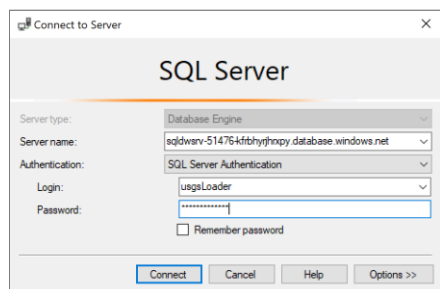 Connect to Server
SQL Server
Server type: Database Engine
Server name: sqldwsrv-51476-kfrbhyrjhrxpy.database.windows.net
Authentication: SQL Server Authentication
Login: usgsLoader
Password: *************
Remember password
Connect Cancel Help Options >>